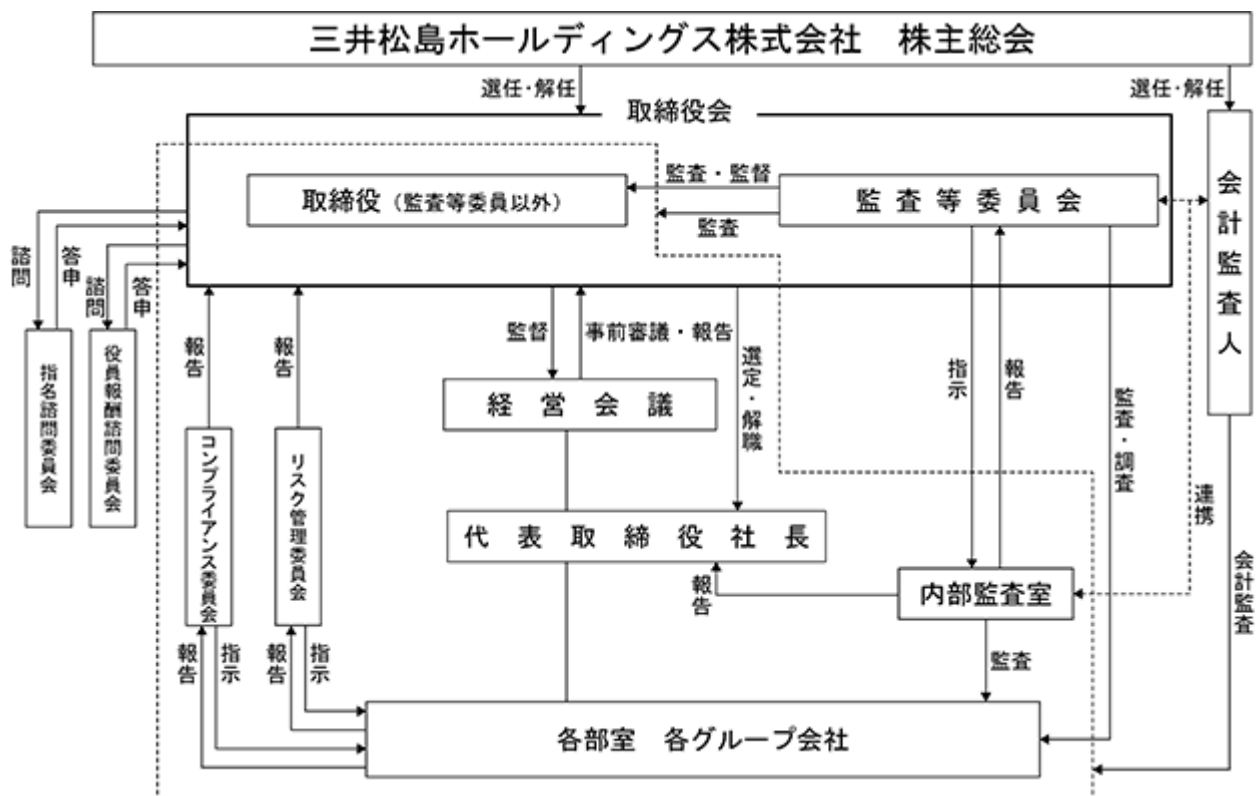 三井松島ホールディングス株式会社　株主総会
選任・解任
選任・解任
取締役会
会計監査人
取締役（監査等委員以外）
監査・監督
監査
監査等委員会
諮問
答申
諮問
答申
指名諮問委員会
役員報酬諮問委員会
報告
報告
監督
事前審議・報告
選定・解職
指示
報告
監査・調査
連携
経営会議
コンプライアンス委員会
リスク管理委員会
代表取締役社長
報告
内部監査室
会計監査
報告
指示
報告
指示
監査
各部室　各グループ会社